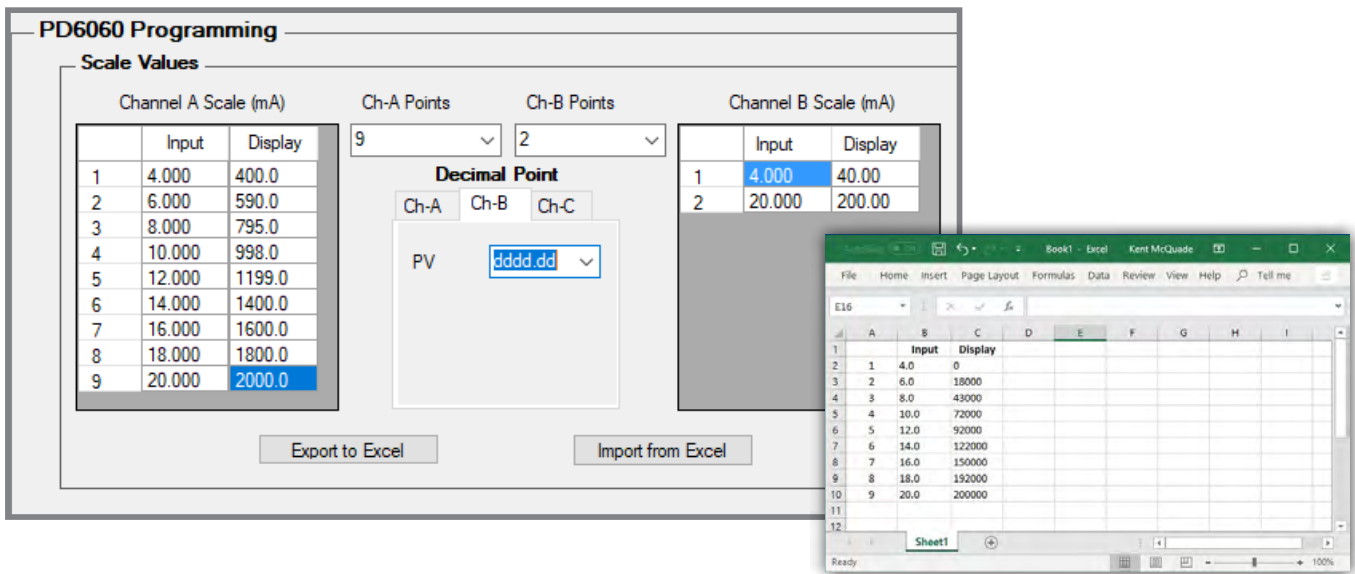 PD6060 Programming
Scale Values
Channel A Scale (mA)
Input Display
1 4.000 400.0
2 6.000 590.0
3 8.000 795.0
4 10.000 998.0
5 12.000 1199.0
6 14.000 1400.0
7 16.000 1600.0
8 18.000 1800.0
9 20.000 2000.0
Ch-A Points Ch-B Points
9 2
Decimal Point
Ch-A Ch-B Ch-C
PV dddd.dd
Channel B Scale (mA)
Input Display
1 4.000 40.00
2 20.000 200.00
Export to Excel Import from Excel
Book1 - Excel Kent McQuade
File Home Insert Page Layout Formulas Data Review View Help Tell me
E16 fx
A B C D E F G H I
1 Input Display
2 1 4.0 0
3 2 6.0 18000
4 3 8.0 43000
5 4 10.0 72000
6 5 12.0 92000
7 6 14.0 122000
8 7 16.0 150000
9 8 18.0 192000
10 9 20.0 200000
11
12
Sheet1
Ready 100%